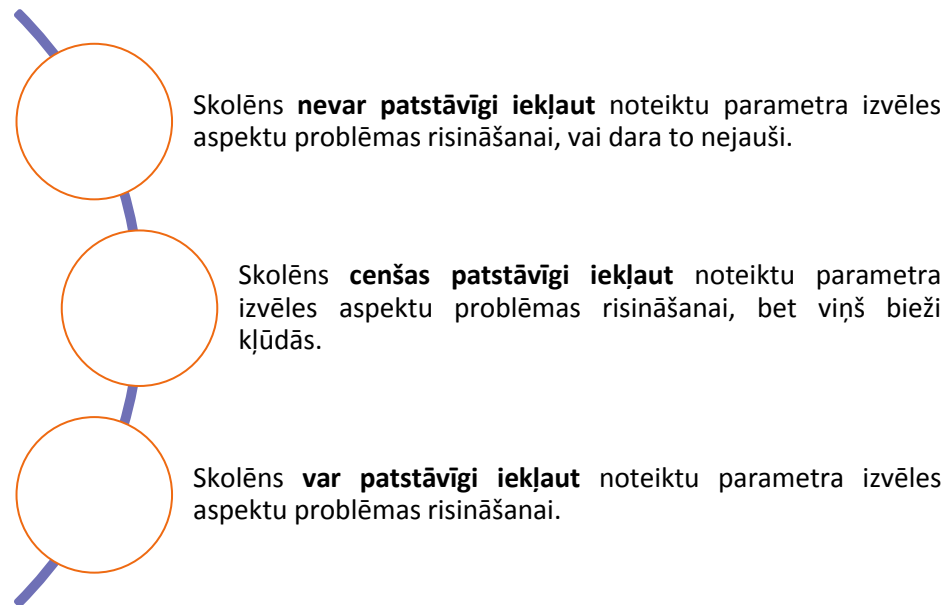 Skolēns nevar patstāvīgi iekļaut noteiktu parametra izvēles
aspektu problēmas risināšanai, vai dara to nejauši.
Skolēns cenšas patstāvīgi iekļaut noteiktu parametra
izvēles aspektu problēmas risināšanai, bet viņš bieži
kļūdās.
Skolēns var patstāvīgi iekļaut noteiktu parametra izvēles
aspektu problēmas risināšanai.